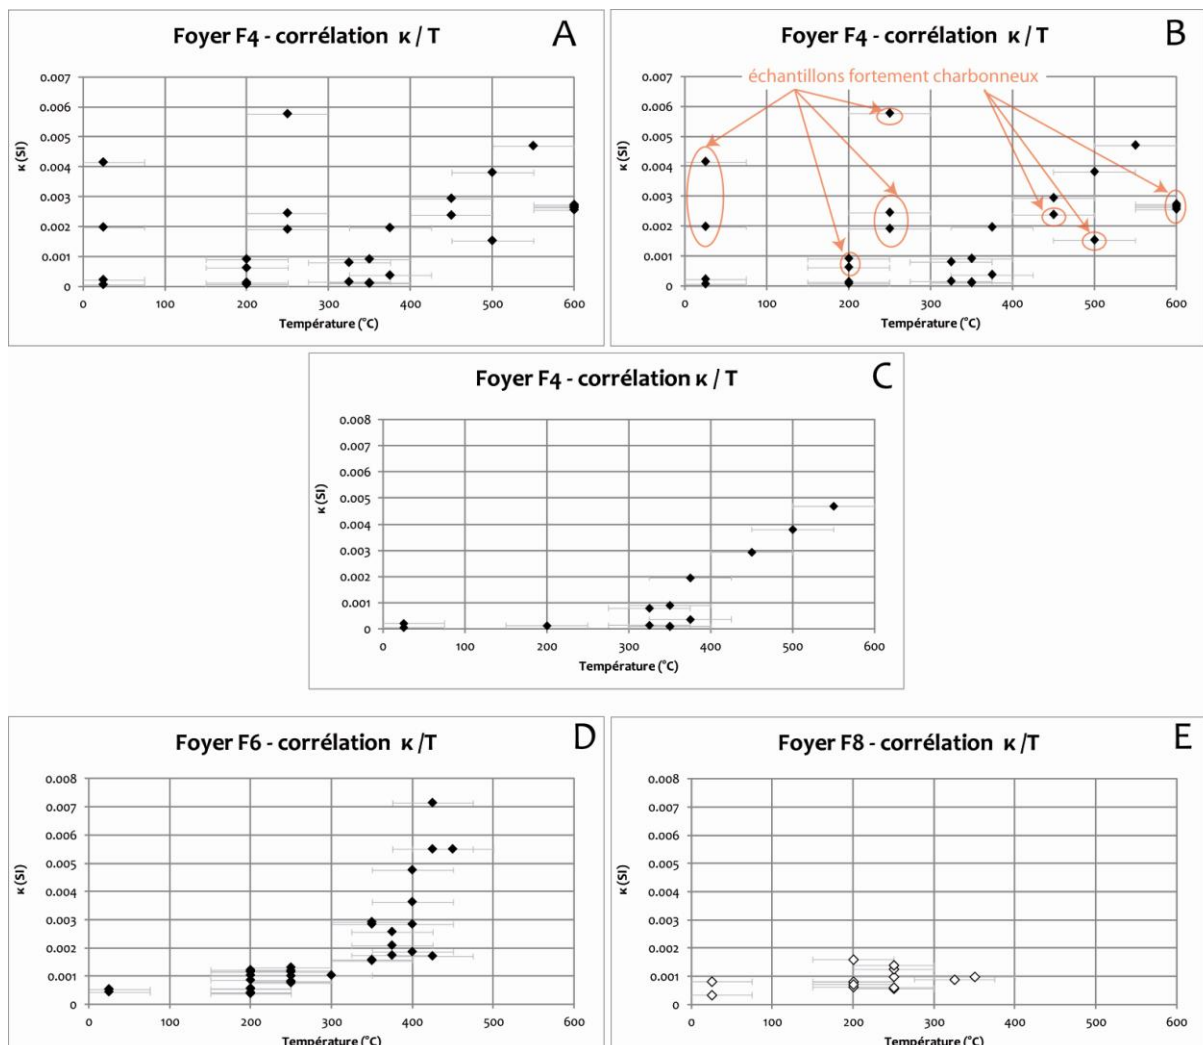 Foyer F4 - corrélation κ / T
A
κ (SI)
0.007
0.006
0.005
0.004
0.003
0.002
0.001
0
0 100 200 300 400 500 600
Température (°C)
Foyer F4 - corrélation κ / T
B
échantillons fortement charbonneux
κ (SI)
0.007
0.006
0.005
0.004
0.003
0.002
0.001
0
0 100 200 300 400 500 600
Température (°C)
Foyer F4 - corrélation κ / T
C
κ (SI)
0.008
0.007
0.006
0.005
0.004
0.003
0.002
0.001
0
0 100 200 300 400 500 600
Température (°C)
Foyer F6 - corrélation κ /T
D
κ (SI)
0.008
0.007
0.006
0.005
0.004
0.003
0.002
0.001
0
0 100 200 300 400 500 600
Température (°C)
Foyer F8 - corrélation κ /T
E
κ (SI)
0.008
0.007
0.006
0.005
0.004
0.003
0.002
0.001
0
0 100 200 300 400 500 600
Température (°C)